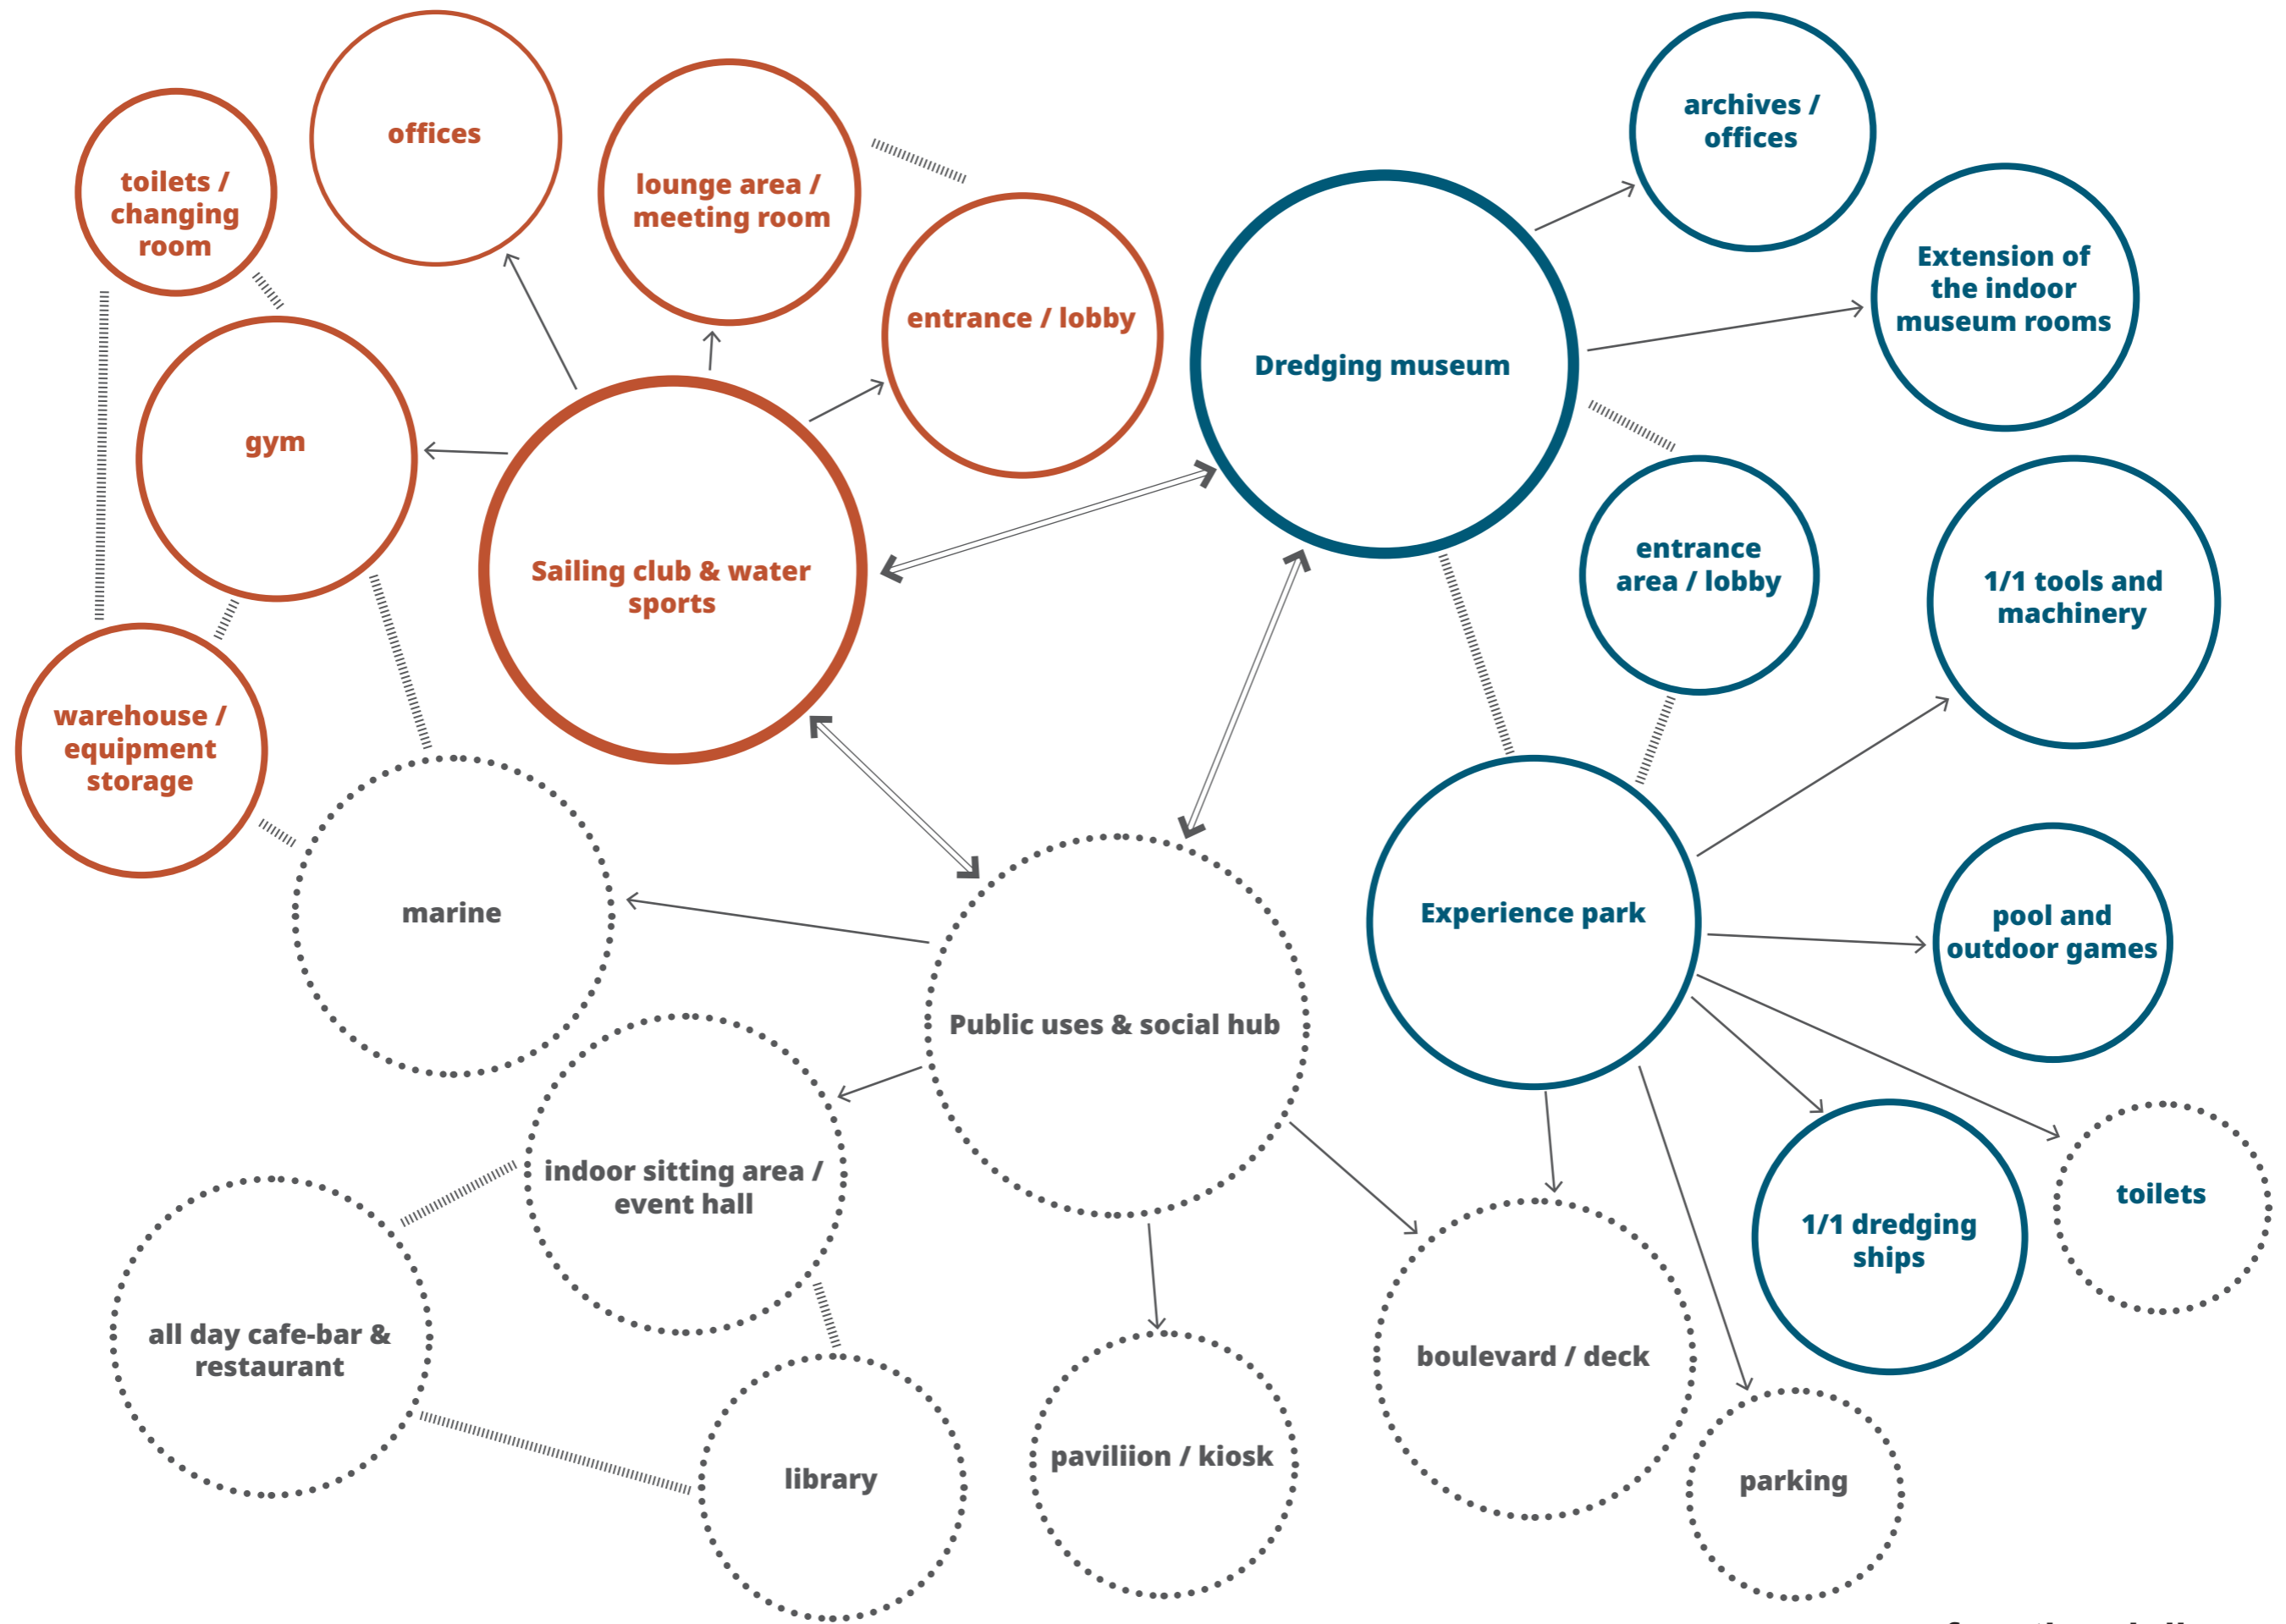 offices
toilets /
changing
room
lounge area /
meeting room
entrance / lobby
gym
Sailing club & water
sports
warehouse /
equipment
storage
archives /
offices
Extension of
the indoor
museum rooms
Dredging museum
entrance
area / lobby
1/1 tools and
machinery
Experience park
pool and
outdoor games
toilets
1/1 dredging
ships
marine
Public uses & social hub
indoor sitting area /
event hall
all day cafe-bar &
restaurant
library
paviliion / kiosk
boulevard / deck
parking